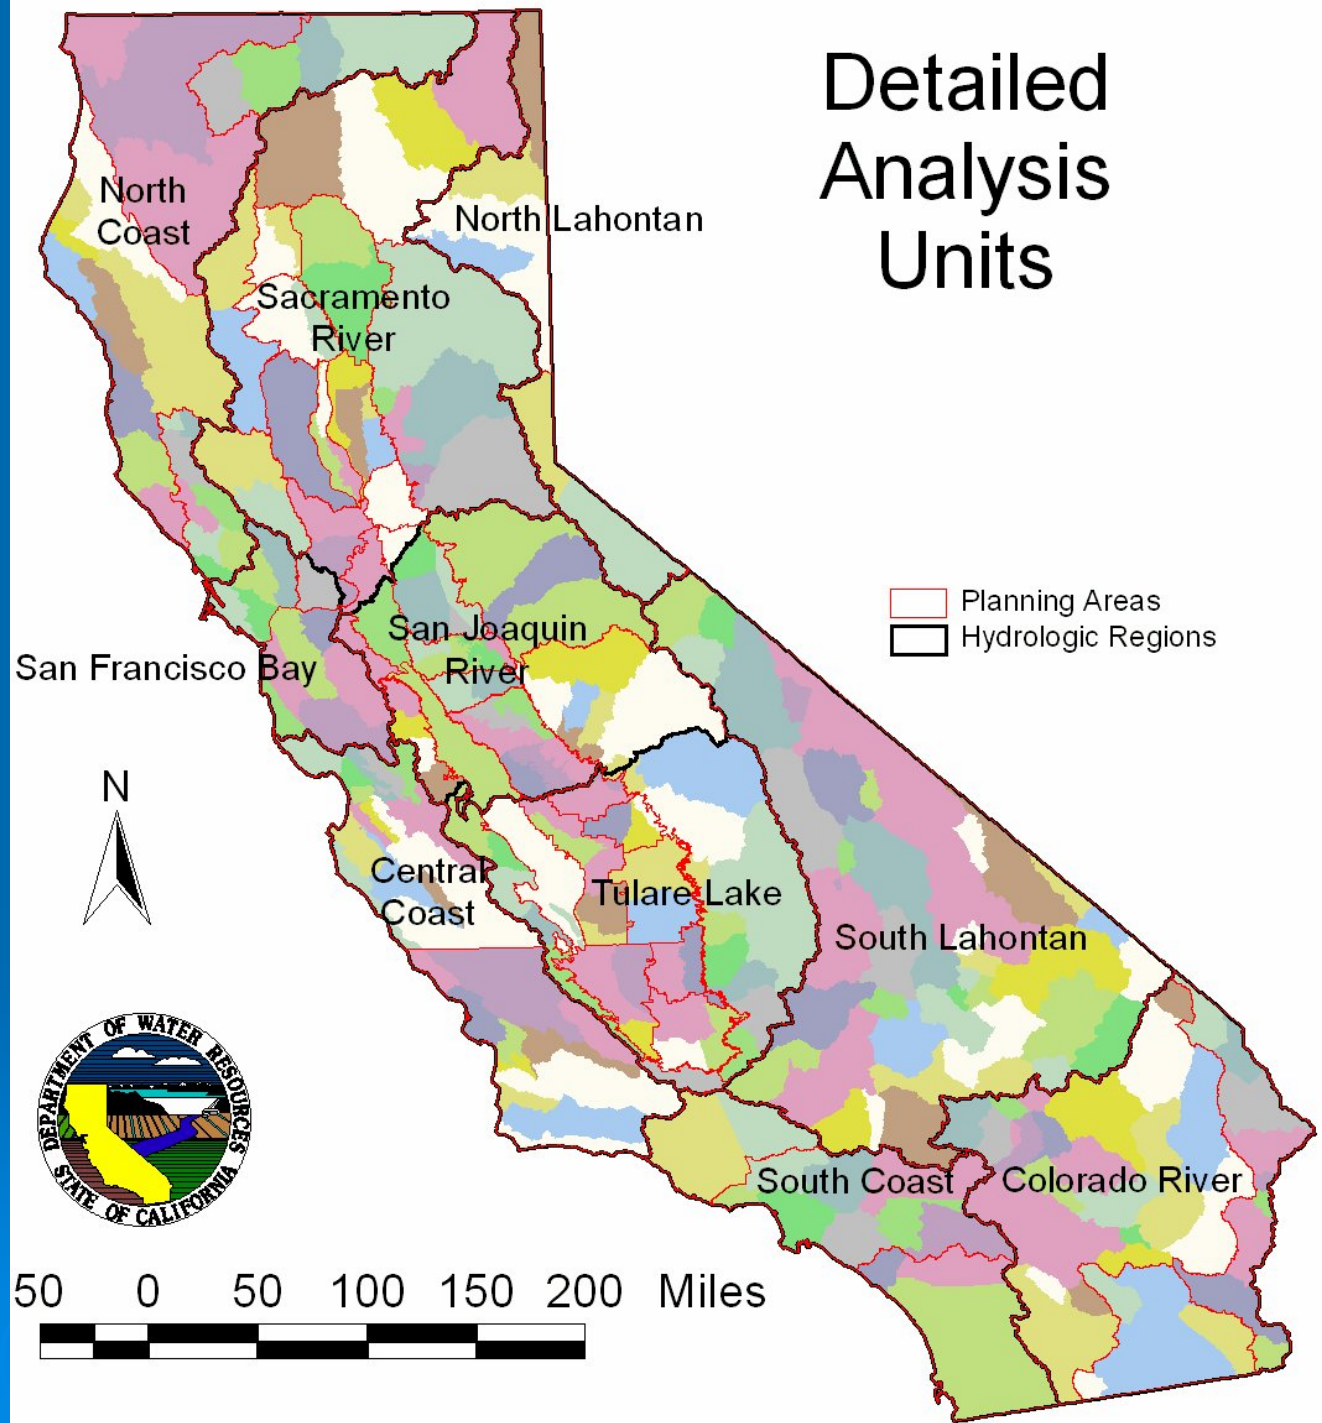 Detailed
Analysis
Units
North
Coast
North Lahontan
Sacramento
River
Planning Areas
Hydrologic Regions
San Joaquin
River
San Francisco Bay
N
Central
Coast
Tulare Lake
South Lahontan
South Coast
Colorado River
DEPARTMENT OF WATER RESOURCES
STATE OF CALIFORNIA
50 0 50 100 150 200 Miles